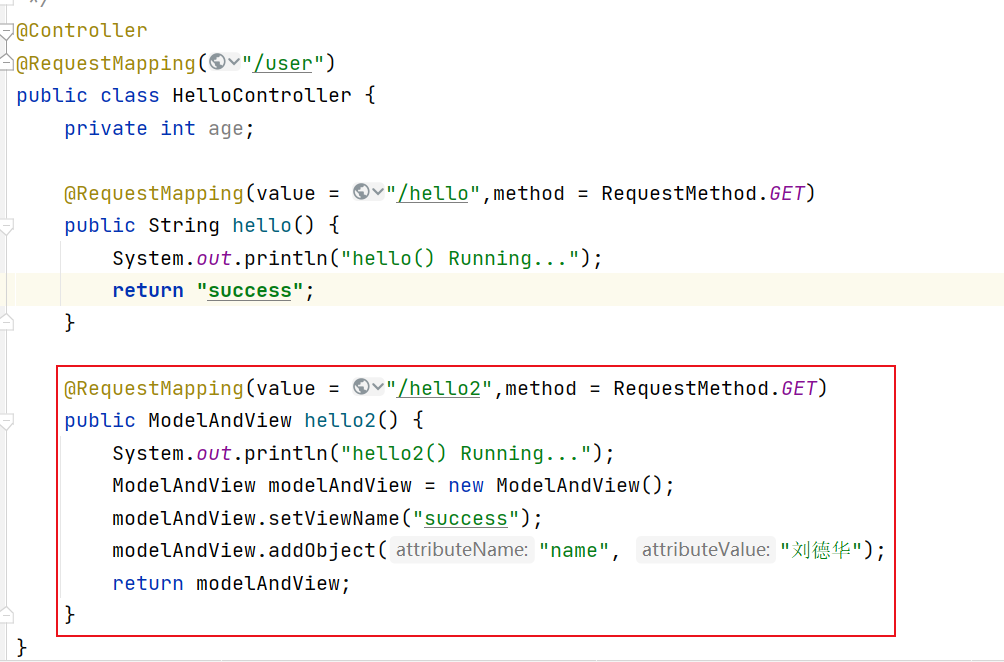 */
@Controller
@RequestMapping("/user")
public class HelloController {
    private int age;
    @RequestMapping(value = "/hello",method = RequestMethod.GET)
    public String hello() {
        System.out.println("hello() Running...");
        return "success";
    }
    @RequestMapping(value = "/hello2",method = RequestMethod.GET)
    public ModelAndView hello2() {
        System.out.println("hello2() Running...");
        ModelAndView modelAndView = new ModelAndView();
        modelAndView.setViewName("success");
        modelAndView.addObject( attributeName: "name", attributeValue: "刘德华");
        return modelAndView;
    }
}